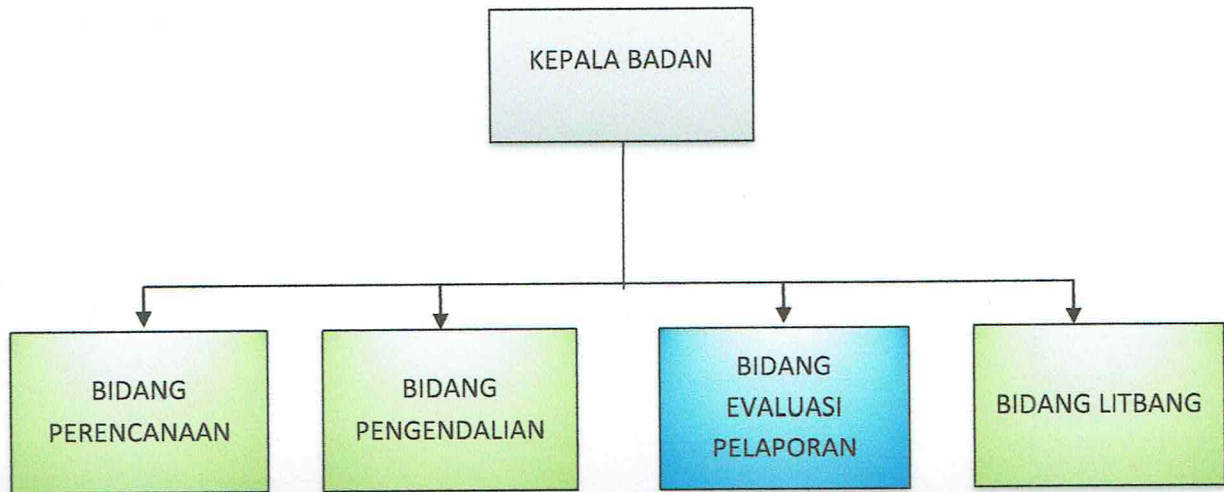 KEPALA BADAN
BIDANG
PERENCANAAN
BIDANG
PENGENDALIAN
BIDANG
EVALUASI
PELAPORAN
BIDANG LITBANG